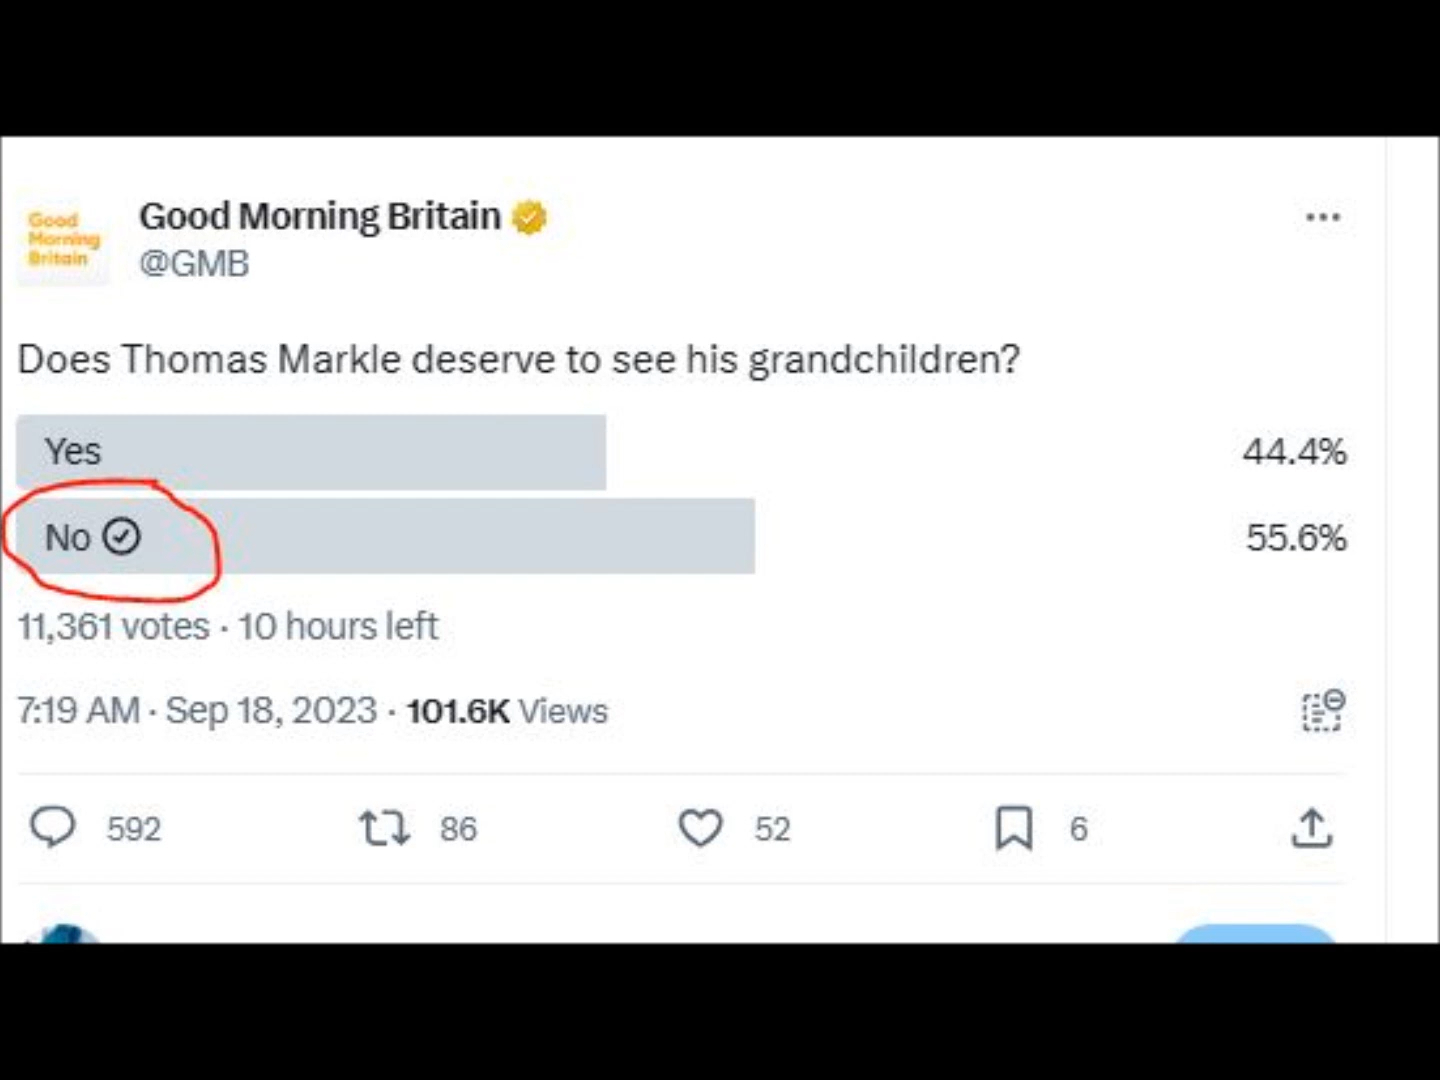 Good
Morning
Britain
Good Morning Britain
@GMB
Does Thomas Markle deserve to see his grandchildren?
Yes 44.4%
No 55.6%
11,361 votes · 10 hours left
7:19 AM · Sep 18, 2023 · 101.6K Views
592 86 52 6